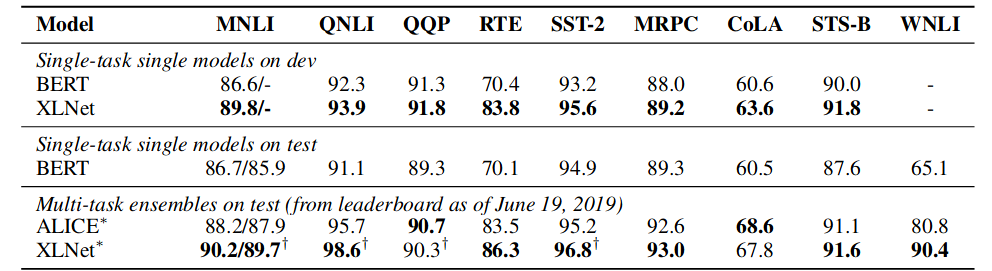 Model MNLI QNLI QQP RTE SST-2 MRPC CoLA STS-B WNLI
Single-task single models on dev
BERT 86.6/- 92.3 91.3 70.4 93.2 88.0 60.6 90.0 -
XLNet 89.8/- 93.9 91.8 83.8 95.6 89.2 63.6 91.8 -
Single-task single models on test
BERT 86.7/85.9 91.1 89.3 70.1 94.9 89.3 60.5 87.6 65.1
Multi-task ensembles on test (from leaderboard as of June 19, 2019)
ALICE* 88.2/87.9 95.7 90.7 83.5 95.2 92.6 68.6 91.1 80.8
XLNet* 90.2/89.7† 98.6† 90.3† 86.3 96.8† 93.0 67.8 91.6 90.4